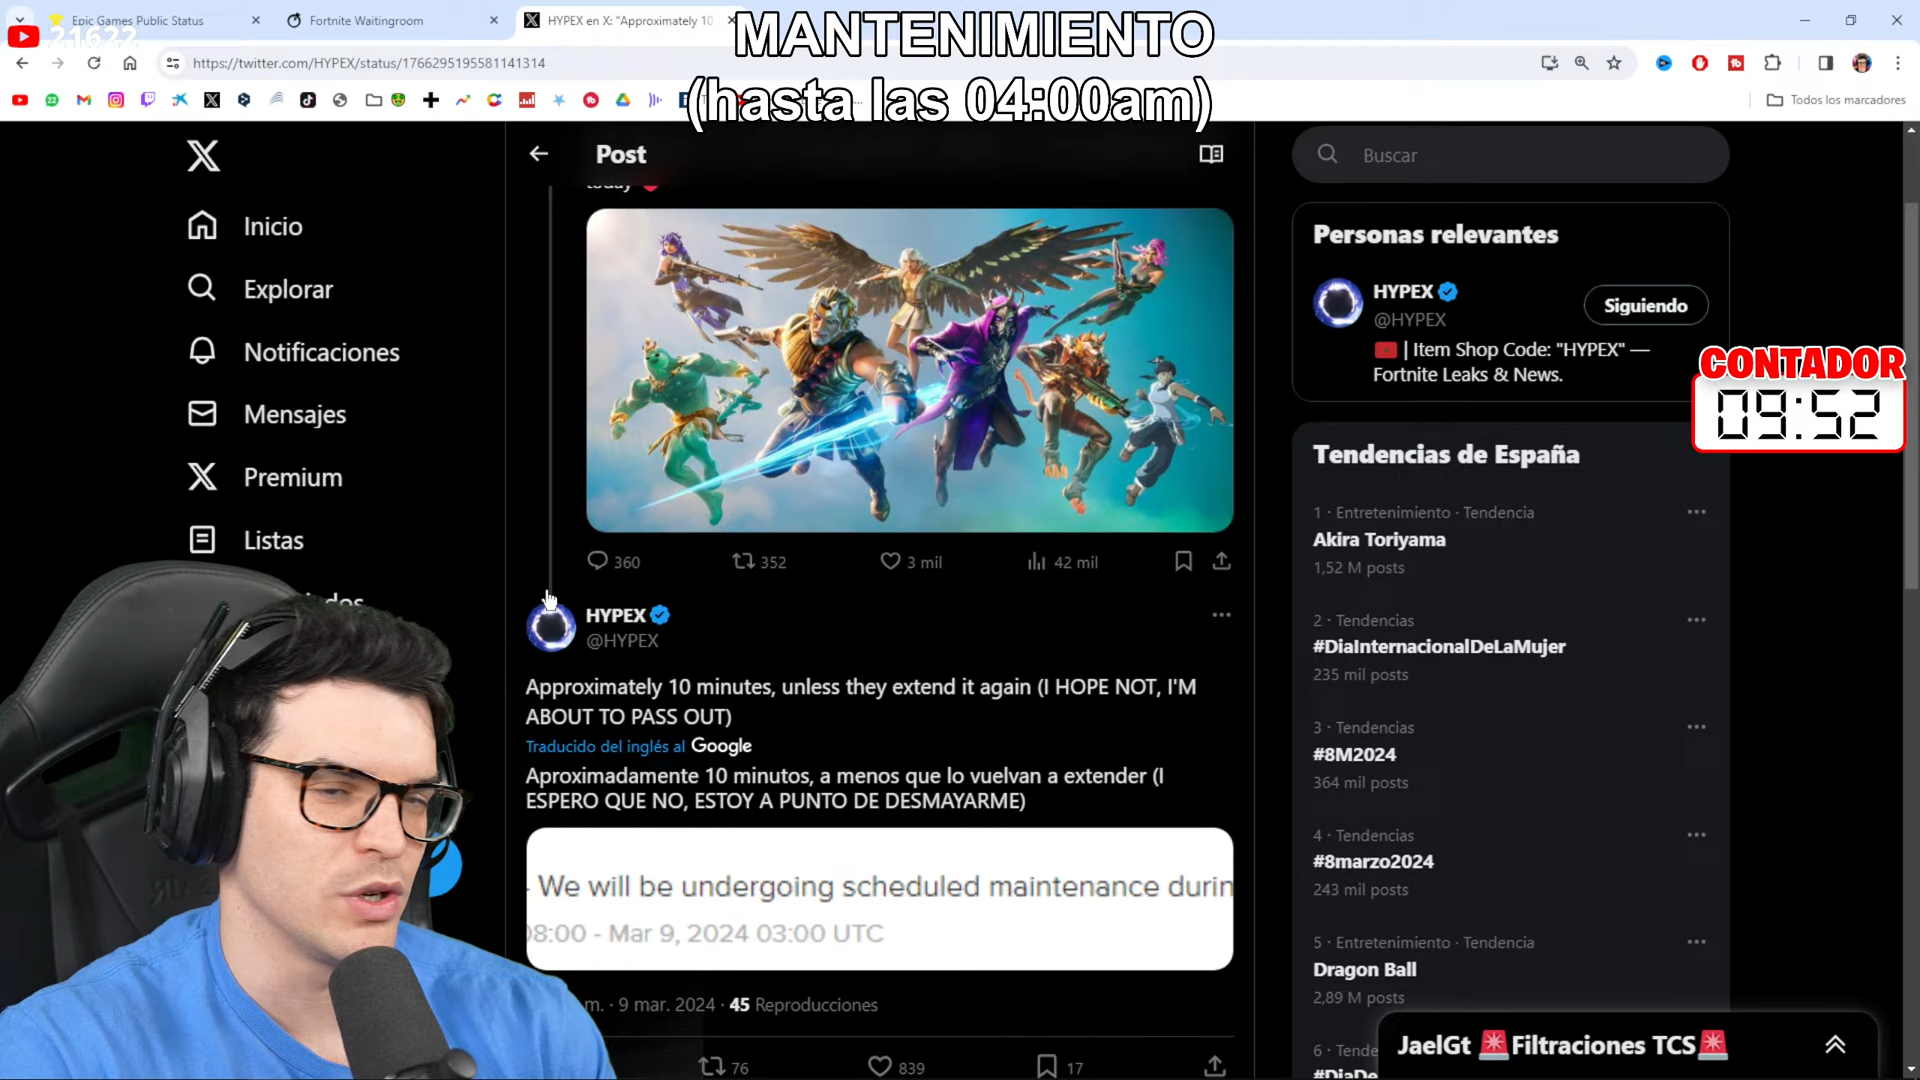 Epic Games Public Status
Fortnite Waitingroom
HYPEX en X: "Approximately 10
MANTENIMIENTO
(hasta las 04:00am)
21622
https://twitter.com/HYPEX/status/1766295195581141314
Todos los marcadores
Inicio
Explorar
Notificaciones
Mensajes
Premium
Listas
Post
today
360
352
3 mil
42 mil
HYPEX
@HYPEX
Approximately 10 minutes, unless they extend it again (I HOPE NOT, I'M
ABOUT TO PASS OUT)
Traducido del inglés al Google
Aproximadamente 10 minutos, a menos que lo vuelvan a extender (I
ESPERO QUE NO, ESTOY A PUNTO DE DESMAYARME)
- We will be undergoing scheduled maintenance durin
08:00 - Mar 9, 2024 03:00 UTC
m. · 9 mar. 2024 · 45 Reproducciones
76
839
17
Buscar
Personas relevantes
HYPEX
@HYPEX
Siguiendo
| Item Shop Code: "HYPEX" —
Fortnite Leaks & News.
CONTADOR
09:52
Tendencias de España
1 · Entretenimiento · Tendencia
Akira Toriyama
1,52 M posts
2 · Tendencias
#DiaInternacionalDeLaMujer
235 mil posts
3 · Tendencias
#8M2024
364 mil posts
4 · Tendencias
#8marzo2024
243 mil posts
5 · Entretenimiento · Tendencia
Dragon Ball
2,89 M posts
6 · Tende
#DiaDe
JaelGt 🚨Filtraciones TCS🚨